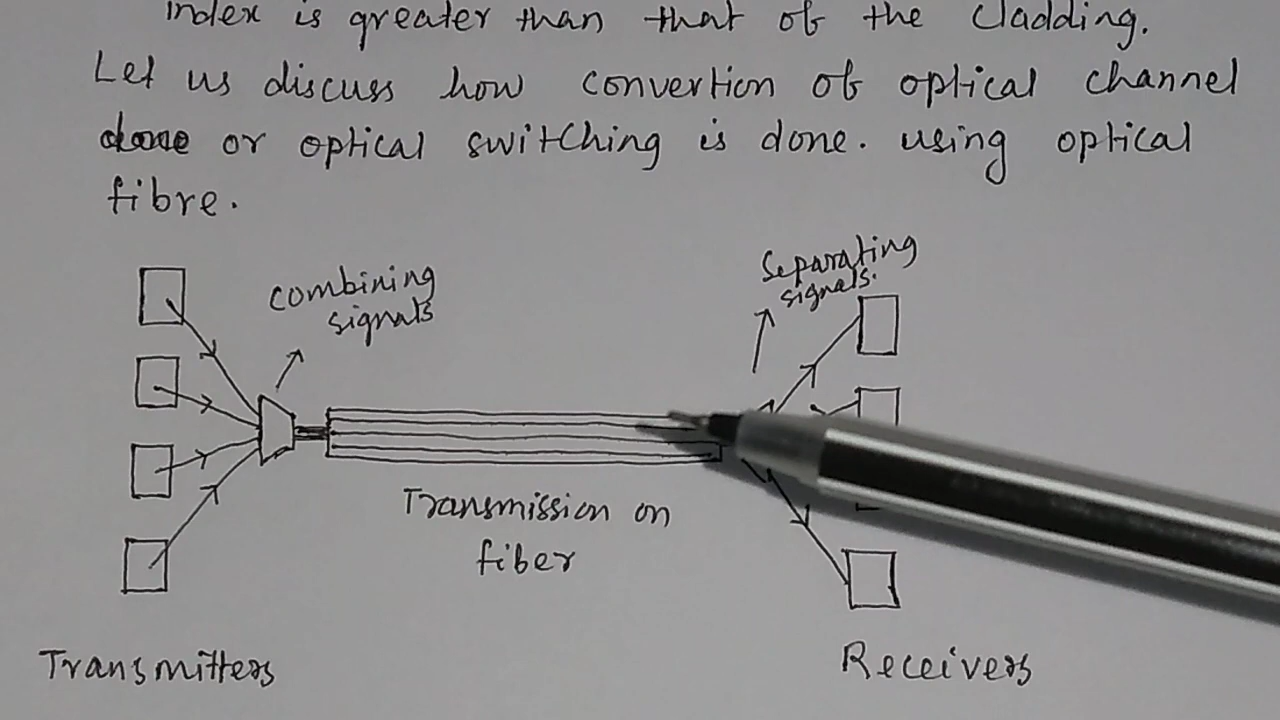 index is greater than that of the cladding.
Let us discuss how convertion of optical channel
done or optical switching is done. using optical
fibre.
combining
signals
Separating
signals.
Transmission on
fiber
Transmitters
Receivers